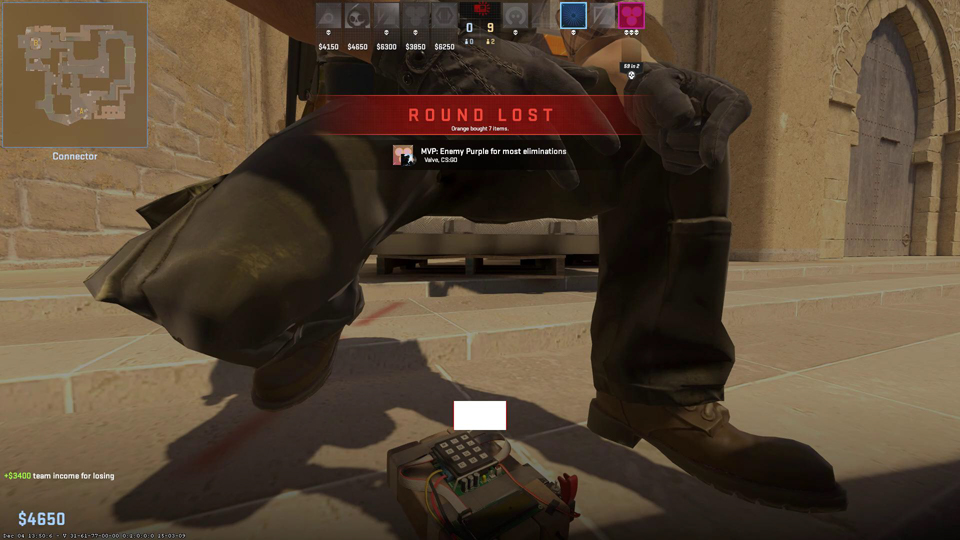 0 9
0 2
$4150 $4650 $6300 $3850 $6250
59 in 2
ROUND LOST
Orange bought 7 items.
MVP: Enemy Purple for most eliminations
Valve, CS:GO
Connector
+$3400 team income for losing
$4650